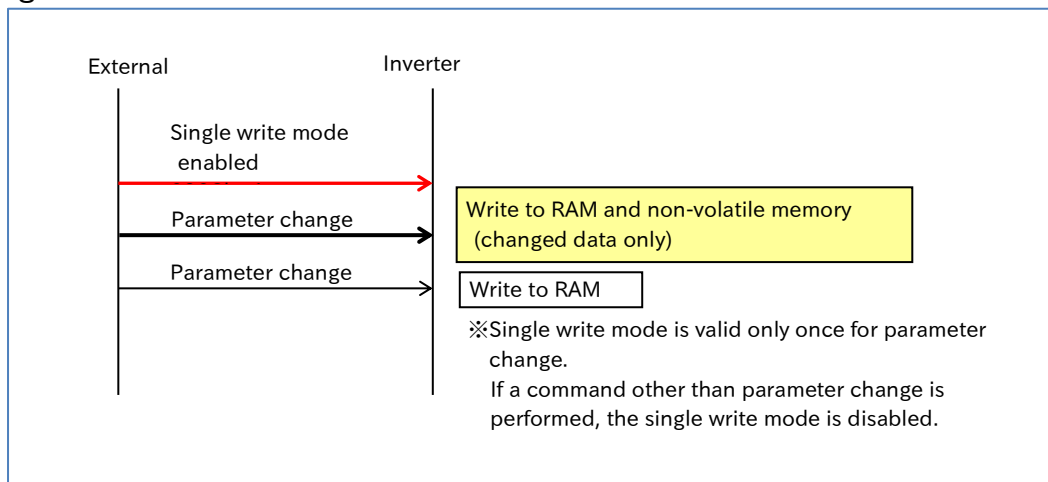 External
Inverter
Single write mode
enabled
Parameter change
Write to RAM and non-volatile memory
(changed data only)
Parameter change
Write to RAM
※Single write mode is valid only once for parameter
change.
If a command other than parameter change is
performed, the single write mode is disabled.